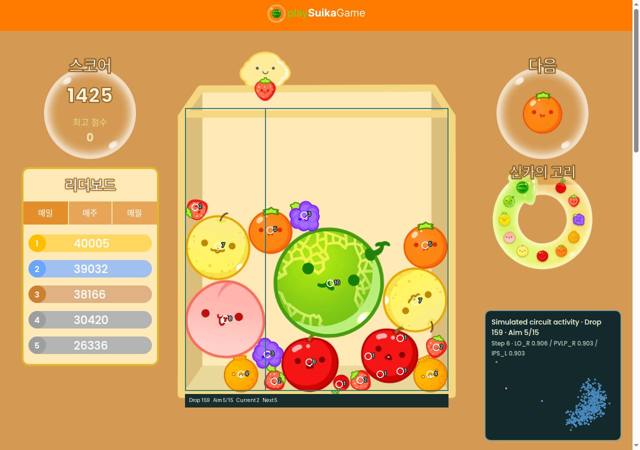 playSuikaGame
스코어
1425
최고 점수
0
다음
신카의 고리
리더보드
매일
매주
매월
1 40005
2 39032
3 38166
4 30420
5 26336
Simulated circuit activity · Drop
159 · Aim 5/15
Step 6 · LO_R 0.906 / PVLP_R 0.903 /
IPS_L 0.903
Drop 159 Aim 5/15 Current 2 Next 5